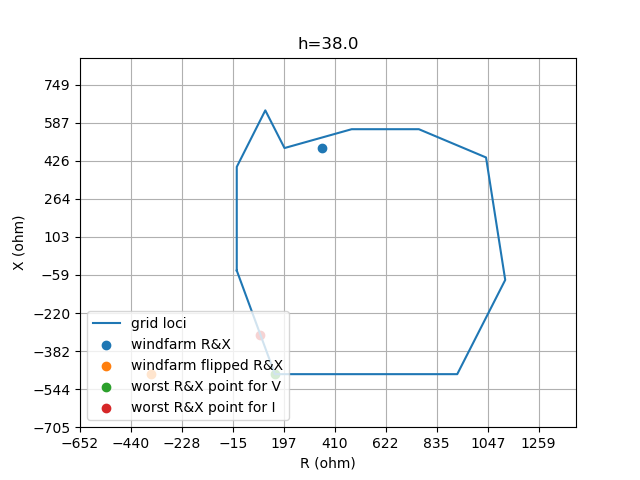 h=38.0
749
587
426
264
103
−59
−220
−382
−544
−705
X (ohm)
grid loci
windfarm R&X
windfarm flipped R&X
worst R&X point for V
worst R&X point for I
−652 −440 −228 −15 197 410 622 835 1047 1259
R (ohm)